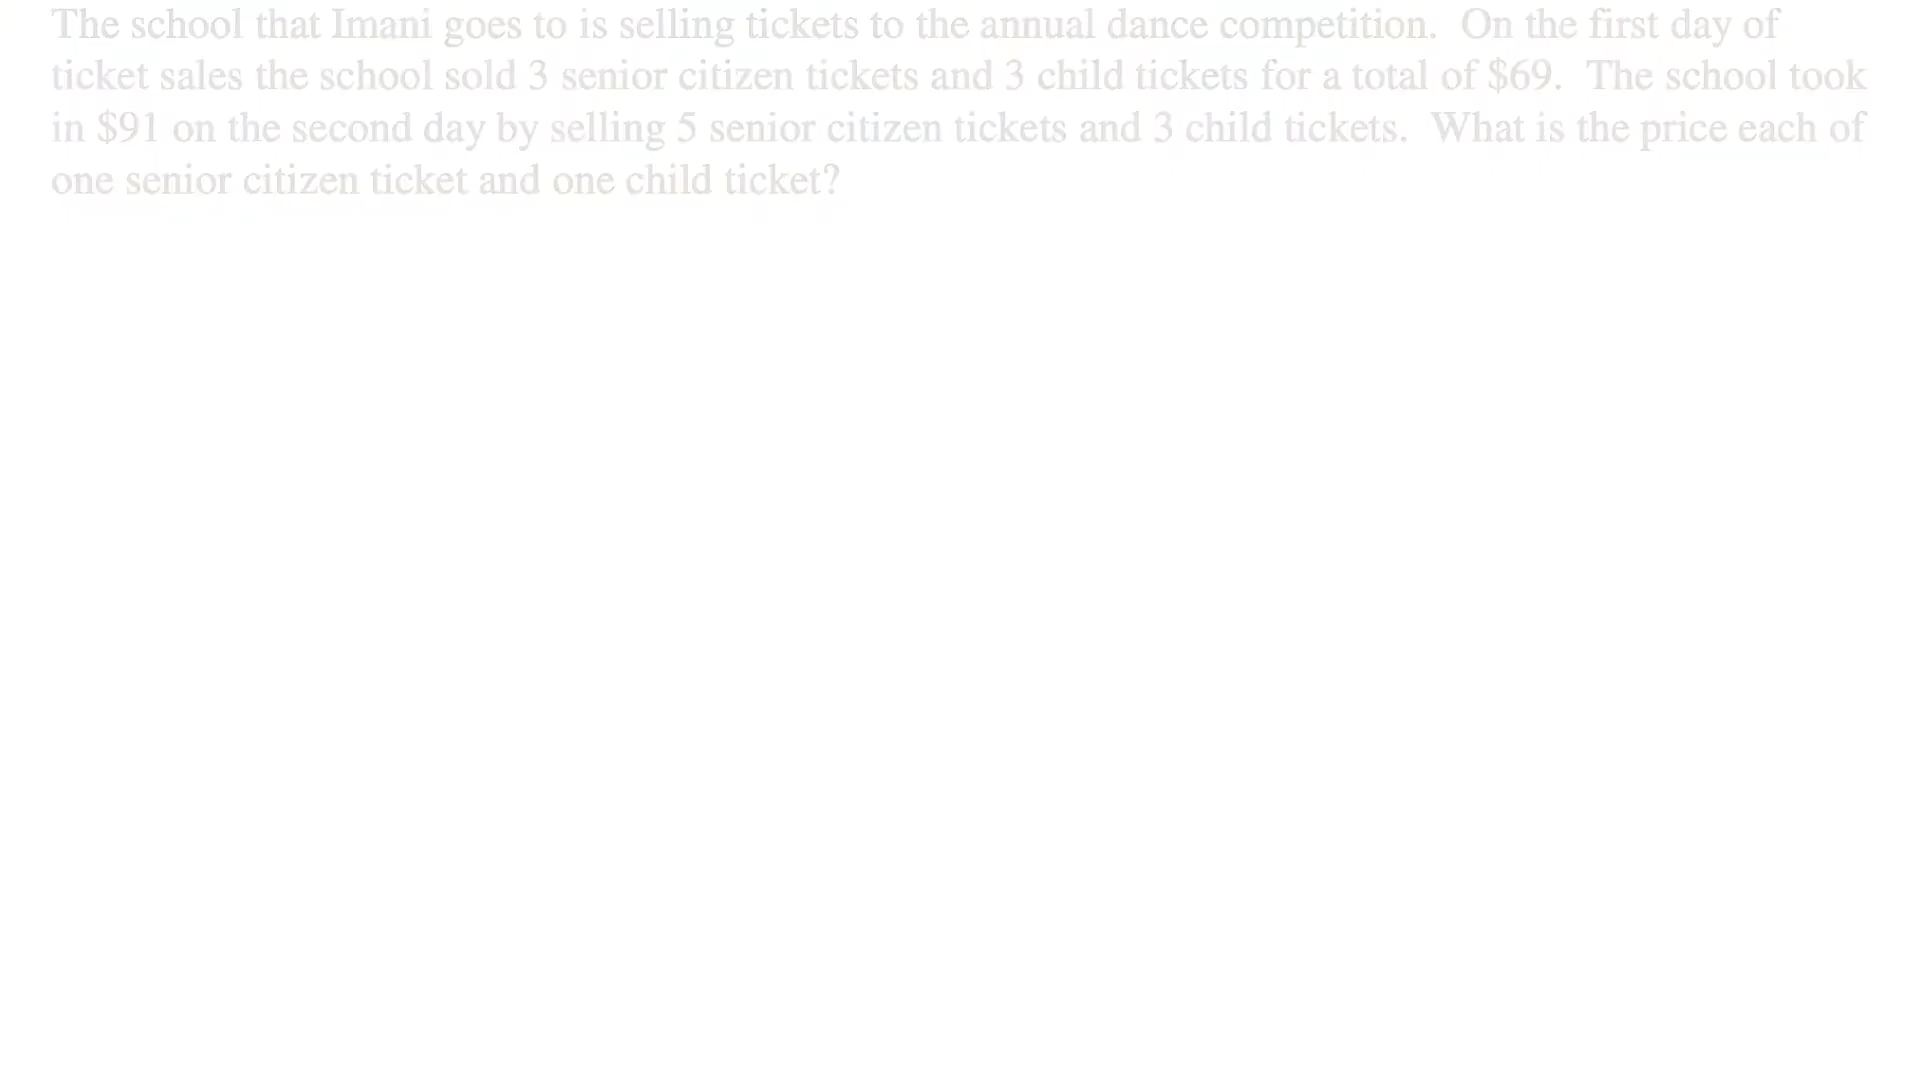 The school that Imani goes to is selling tickets to the annual dance competition.  On the first day of
ticket sales the school sold 3 senior citizen tickets and 3 child tickets for a total of $69.  The school took
in $91 on the second day by selling 5 senior citizen tickets and 3 child tickets.  What is the price each of
one senior citizen ticket and one child ticket?